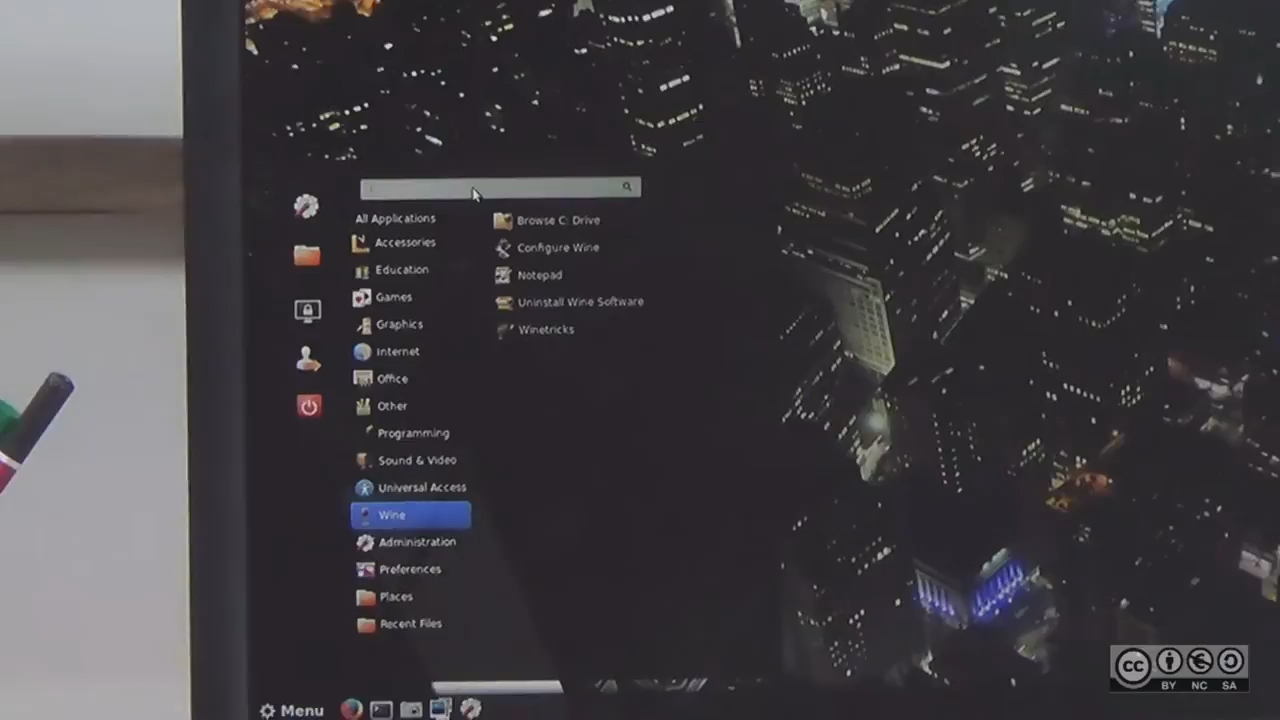 All Applications
Accessories
Education
Games
Graphics
Internet
Office
Other
Programming
Sound & Video
Universal Access
Wine
Administration
Preferences
Places
Recent Files
Browse C: Drive
Configure Wine
Notepad
Uninstall Wine Software
Winetricks
Menu
cc
BY NC SA